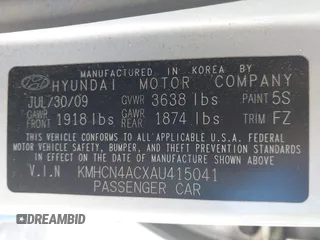 MANUFACTURED IN KOREA BY
HYUNDAI MOTOR COMPANY
JUL/30/09 GVWR 3638 lbs PAINT 5S
GAWR FRONT 1918 lbs GAWR REAR 1874 lbs TRIM FZ
THIS VEHICLE CONFORMS TO ALL APPLICABLE U.S.A. FEDERAL
MOTOR VEHICLE SAFETY, BUMPER, AND THEFT PREVENTION STANDARDS
IN EFFECT ON THE DATE OF MANUFACTURE SHOWN ABOVE.
V.I.N KMHCN4ACXAU415041
PASSENGER CAR
DREAMBID
DREAMBID.COM